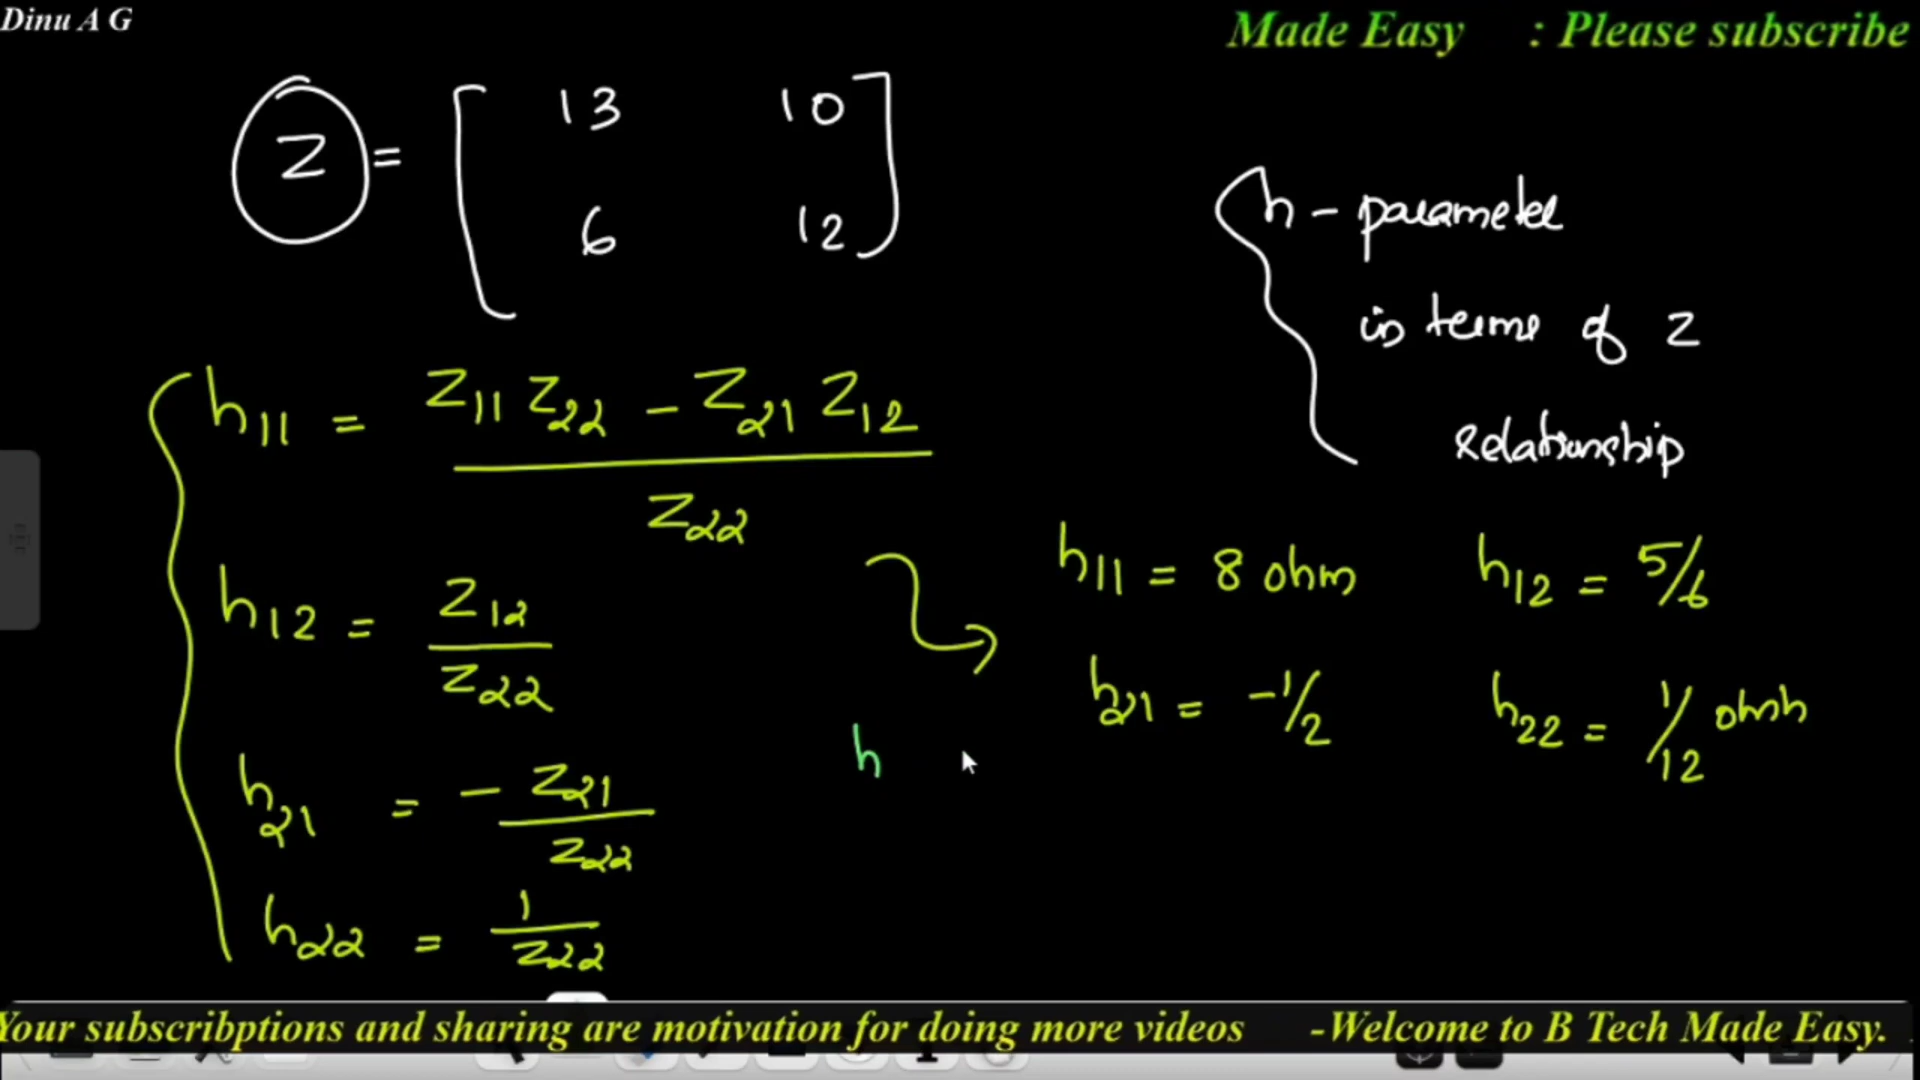 Dinu A G
Made Easy : Please subscribe
Z = [ 13 10
6 12 ]
h - parameter
in terms of Z
relationship
h11 = Z11 Z22 - Z21 Z12
Z22
h12 = Z12
Z22
h21 = - Z21
Z22
h22 = 1
Z22
h11 = 8 ohm h12 = 5/6
h21 = -1/2 h22 = 1/12 omh
h
Your subscribptions and sharing are motivation for doing more videos -Welcome to B Tech Made Easy.